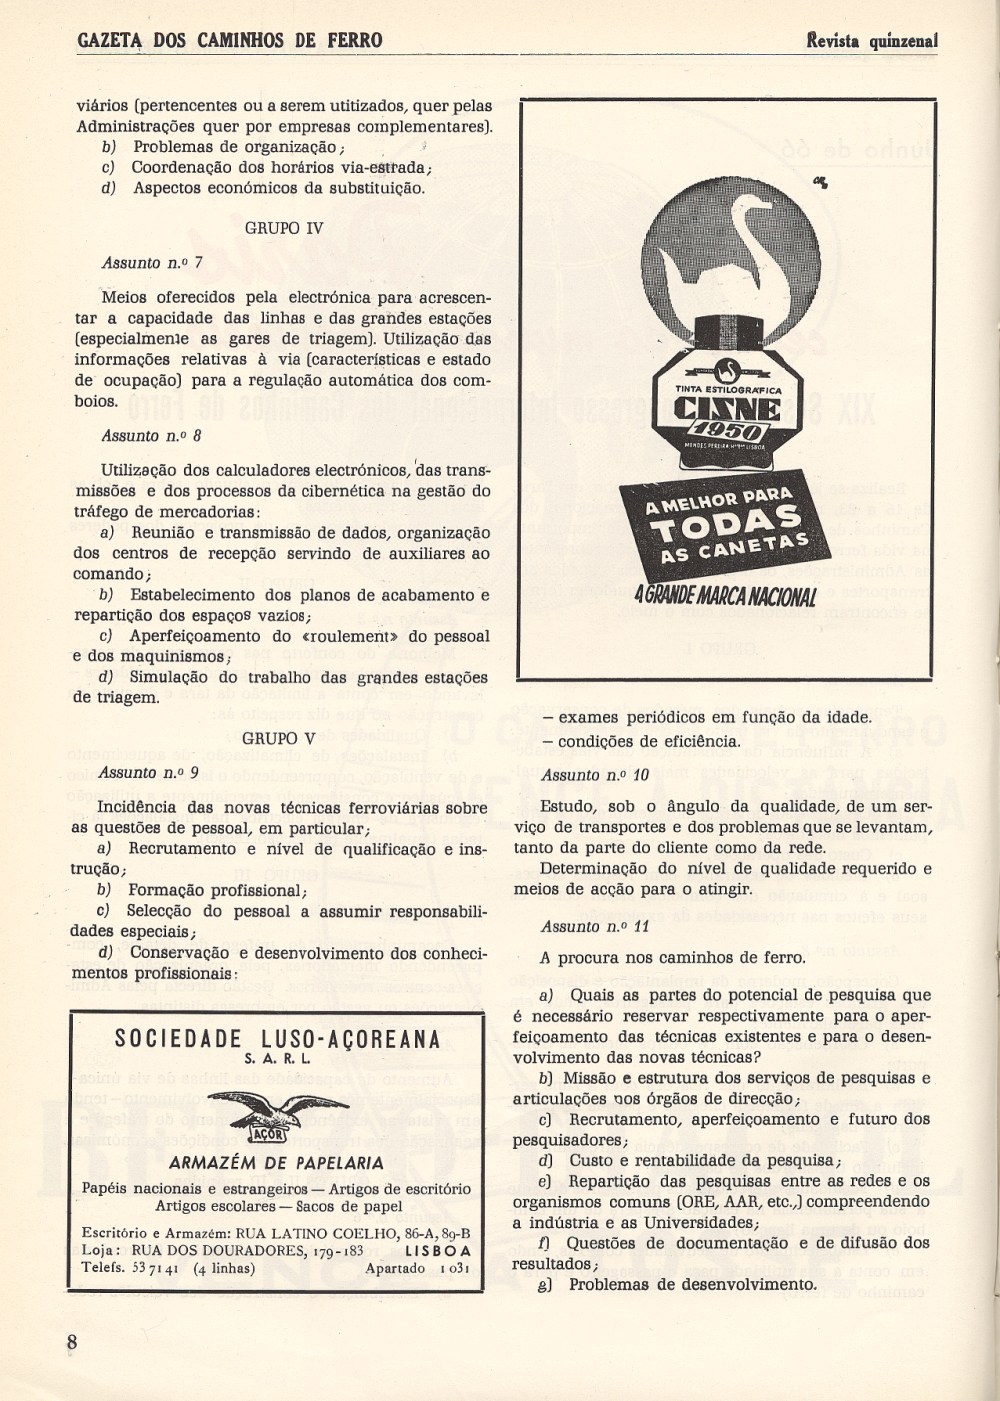 GAZETA DOS CAMINHOS DE FERRO
Revista quinzenal
viários (pertencentes ou a serem utitizados, quer pelas
Administrações quer por empresas complementares).
b) Problemas de organização;
c) Coordenação dos horários via-estrada;
d) Aspectos económicos da substituição.
GRUPO IV
Assunto n.º 7
Meios oferecidos pela electrónica para acrescen-
tar a capacidade das linhas e das grandes estações
(especialmente as gares de triagem). Utilização das
informações relativas à via (características e estado
de ocupação) para a regulação automática dos com-
boios.
Assunto n.º 8
Utilização dos calculadores electrónicos, das trans-
missões e dos processos da cibernética na gestão do
tráfego de mercadorias:
a) Reunião e transmissão de dados, organização
dos centros de recepção servindo de auxiliares ao
comando;
b) Estabelecimento dos planos de acabamento e
repartição dos espaços vazios;
c) Aperfeiçoamento do «roulement» do pessoal
e dos maquinismos;
d) Simulação do trabalho das grandes estações
de triagem.
GRUPO V
Assunto n.º 9
Incidência das novas técnicas ferroviárias sobre
as questões de pessoal, em particular;
a) Recrutamento e nível de qualificação e ins-
trução;
b) Formação profissional;
c) Selecção do pessoal a assumir responsabili-
dades especiais;
d) Conservação e desenvolvimento dos conheci-
mentos profissionais:
SOCIEDADE LUSO-AÇOREANA
S. A. R. L.
AÇOR
ARMAZÉM DE PAPELARIA
Papéis nacionais e estrangeiros — Artigos de escritório
Artigos escolares — Sacos de papel
Escritório e Armazém: RUA LATINO COELHO, 86-A, 89-B
Loja: RUA DOS DOURADORES, 179-183 LISBOA
Telefs. 537141 (4 linhas) Apartado 1031
TINTA ESTILOGRÁFICA
CISNE
1950
MENDES PEREIRA LISBOA
A MELHOR PARA
TODAS
AS CANETAS
A GRANDE MARCA NACIONAL
– exames periódicos em função da idade.
– condições de eficiência.
Assunto n.º 10
Estudo, sob o ângulo da qualidade, de um ser-
viço de transportes e dos problemas que se levantam,
tanto da parte do cliente como da rede.
Determinação do nível de qualidade requerido e
meios de acção para o atingir.
Assunto n.º 11
A procura nos caminhos de ferro.
a) Quais as partes do potencial de pesquisa que
é necessário reservar respectivamente para o aper-
feiçoamento das técnicas existentes e para o desen-
volvimento das novas técnicas?
b) Missão e estrutura dos serviços de pesquisas e
articulações nos órgãos de direcção;
c) Recrutamento, aperfeiçoamento e futuro dos
pesquisadores;
d) Custo e rentabilidade da pesquisa;
e) Repartição das pesquisas entre as redes e os
organismos comuns (ORE, AAR, etc.,) compreendendo
a indústria e as Universidades;
f) Questões de documentação e de difusão dos
resultados;
g) Problemas de desenvolvimento.
8